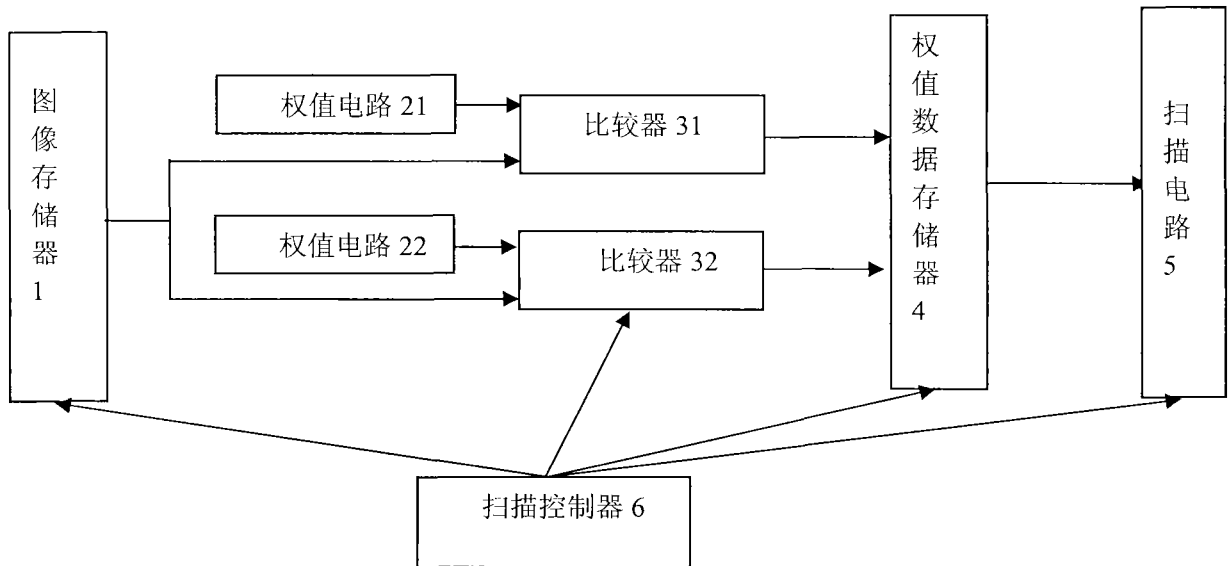 图像存储器1
权值电路 21
比较器 31
权值电路 22
比较器 32
权值数据存储器4
扫描电路5
扫描控制器 6